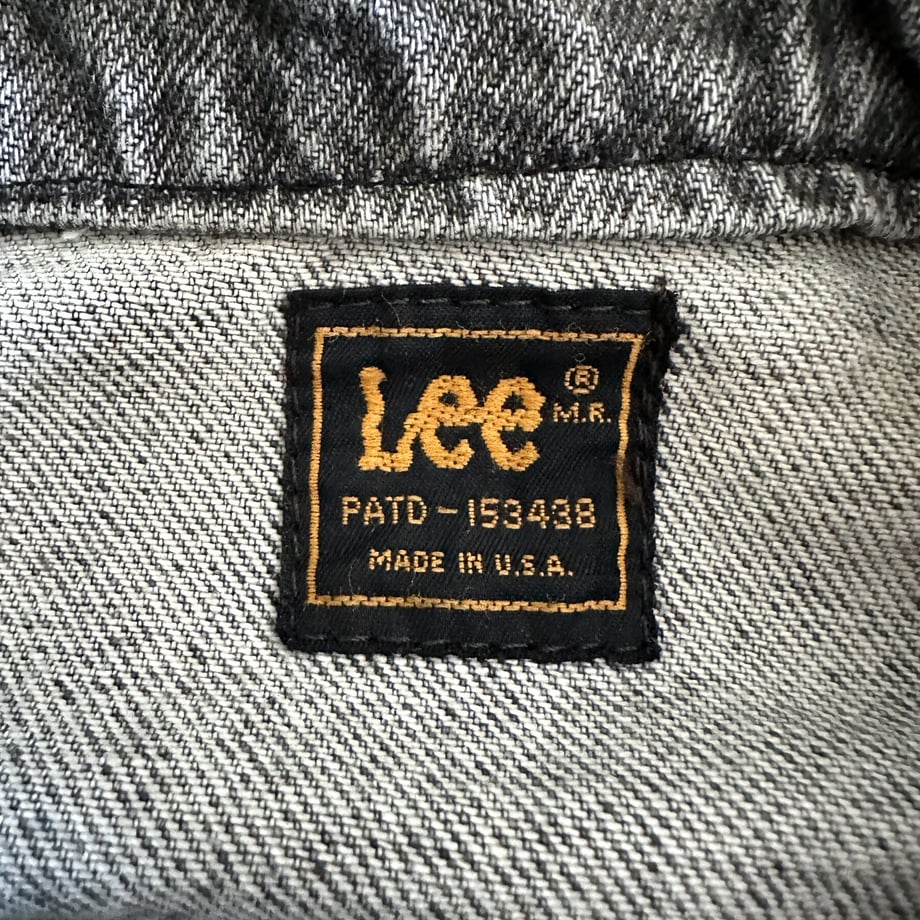 Lee ®
M.R.
PATD - 153438
MADE IN U.S.A.